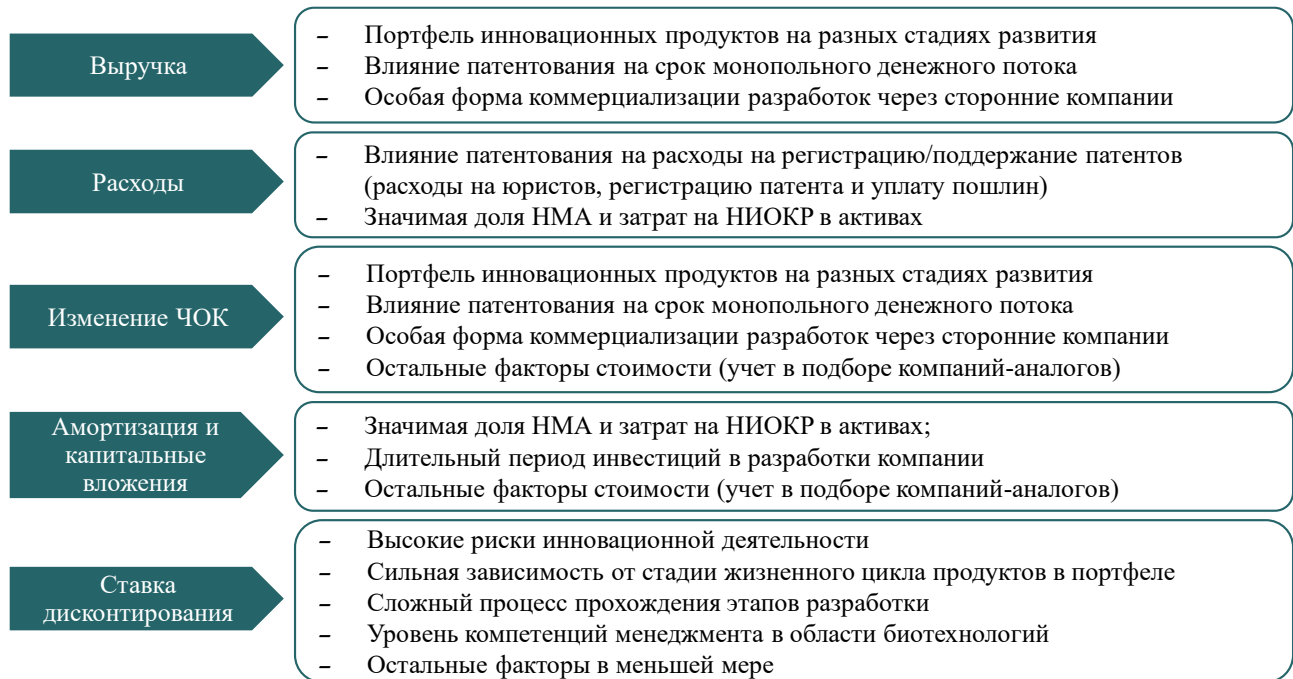 Выручка
– Портфель инновационных продуктов на разных стадиях развития
– Влияние патентования на срок монопольного денежного потока
– Особая форма коммерциализации разработок через сторонние компании
Расходы
– Влияние патентования на расходы на регистрацию/поддержание патентов
(расходы на юристов, регистрацию патента и уплату пошлин)
– Значимая доля НМА и затрат на НИОКР в активах
Изменение ЧОК
– Портфель инновационных продуктов на разных стадиях развития
– Влияние патентования на срок монопольного денежного потока
– Особая форма коммерциализации разработок через сторонние компании
– Остальные факторы стоимости (учет в подборе компаний-аналогов)
Амортизация и
капитальные
вложения
– Значимая доля НМА и затрат на НИОКР в активах;
– Длительный период инвестиций в разработки компании
– Остальные факторы стоимости (учет в подборе компаний-аналогов)
Ставка
дисконтирования
– Высокие риски инновационной деятельности
– Сильная зависимость от стадии жизненного цикла продуктов в портфеле
– Сложный процесс прохождения этапов разработки
– Уровень компетенций менеджмента в области биотехнологий
– Остальные факторы в меньшей мере